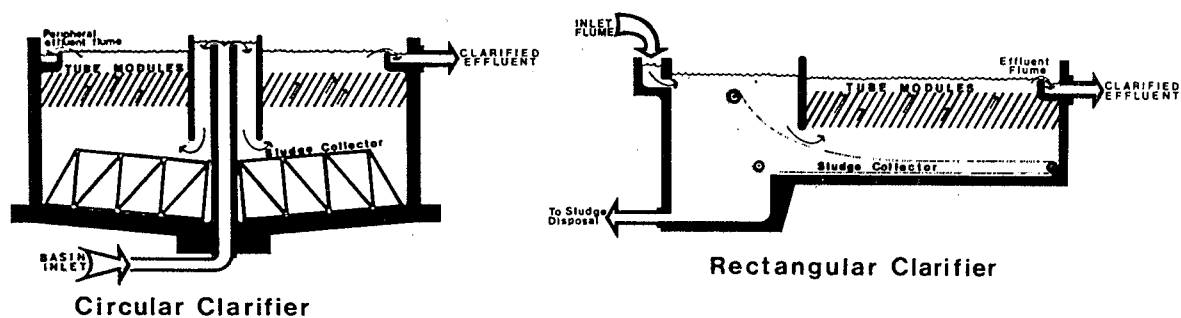 Peripheral
effluent flume
TUBE MODULES
CLARIFIED
EFFLUENT
Sludge Collector
BASIN
INLET
Circular Clarifier
INLET
FLUME
Effluent
Flume
TUBE MODULES
CLARIFIED
EFFLUENT
Sludge Collector
To Sludge
Disposal
Rectangular Clarifier